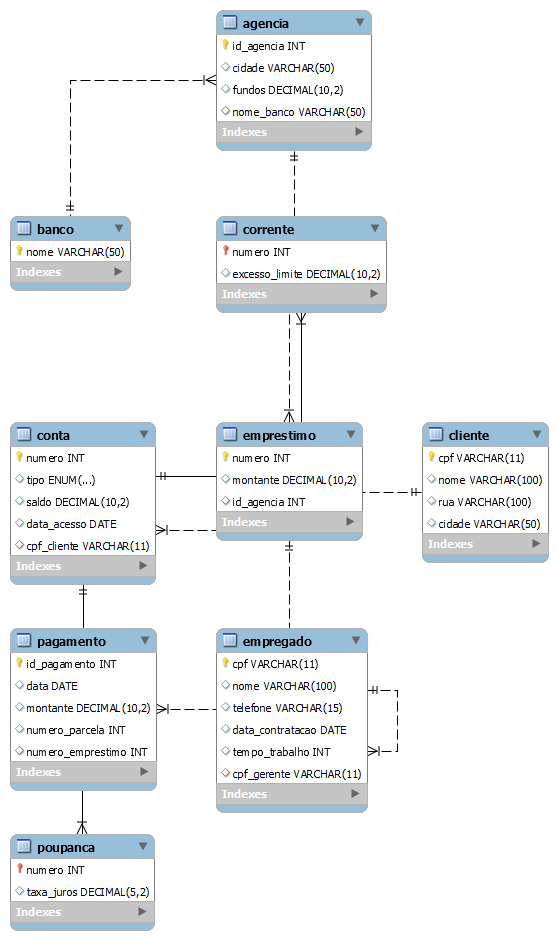 agencia
id_agencia INT
cidade VARCHAR(50)
fundos DECIMAL(10,2)
nome_banco VARCHAR(50)
Indexes
banco
nome VARCHAR(50)
Indexes
corrente
numero INT
excesso_limite DECIMAL(10,2)
Indexes
conta
numero INT
tipo ENUM(...)
saldo DECIMAL(10,2)
data_acesso DATE
cpf_cliente VARCHAR(11)
Indexes
emprestimo
numero INT
montante DECIMAL(10,2)
id_agencia INT
Indexes
cliente
cpf VARCHAR(11)
nome VARCHAR(100)
rua VARCHAR(100)
cidade VARCHAR(50)
Indexes
pagamento
id_pagamento INT
data DATE
montante DECIMAL(10,2)
numero_parcela INT
numero_emprestimo INT
Indexes
empregado
cpf VARCHAR(11)
nome VARCHAR(100)
telefone VARCHAR(15)
data_contratacao DATE
tempo_trabalho INT
cpf_gerente VARCHAR(11)
Indexes
poupanca
numero INT
taxa_juros DECIMAL(5,2)
Indexes